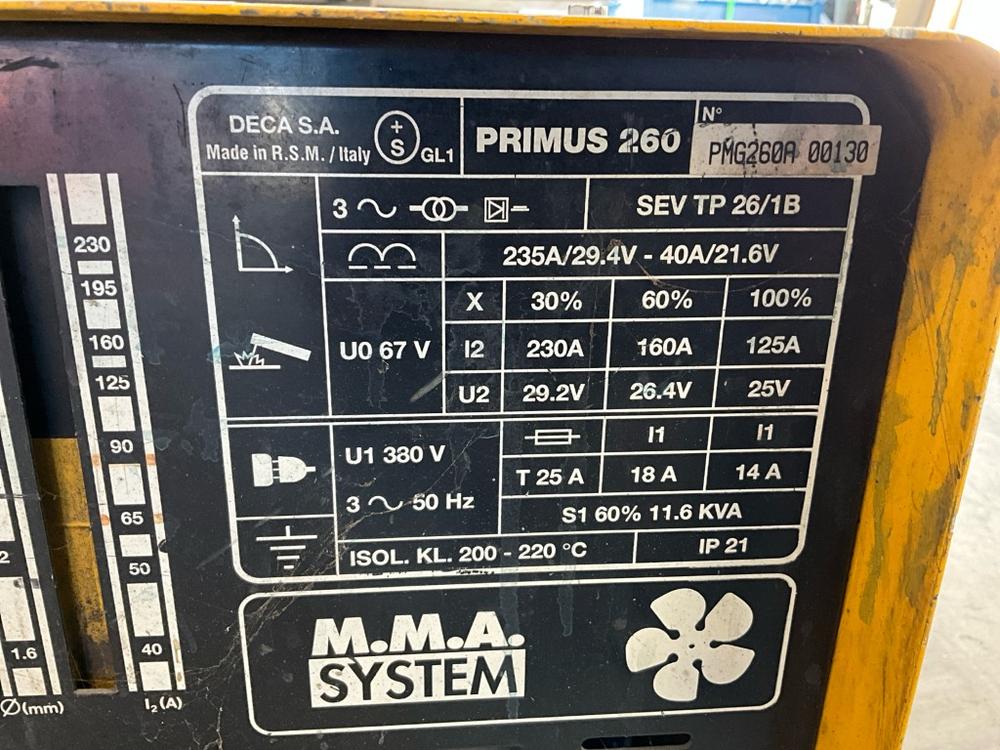 DECA S.A.
Made in R.S.M. / Italy
+
S
GL1
PRIMUS 260
N°
PMG260A 00130
3
SEV TP 26/1B
235A/29.4V - 40A/21.6V
X 30% 60% 100%
U0 67 V
I2 230A 160A 125A
U2 29.2V 26.4V 25V
U1 380 V
3 50 Hz
I1 I1
T 25 A 18 A 14 A
S1 60% 11.6 KVA
ISOL. KL. 200 - 220 °C
IP 21
M.M.A.
SYSTEM
230
195
160
125
90
65
50
40
I2 (A)
2
1.6
Ø(mm)